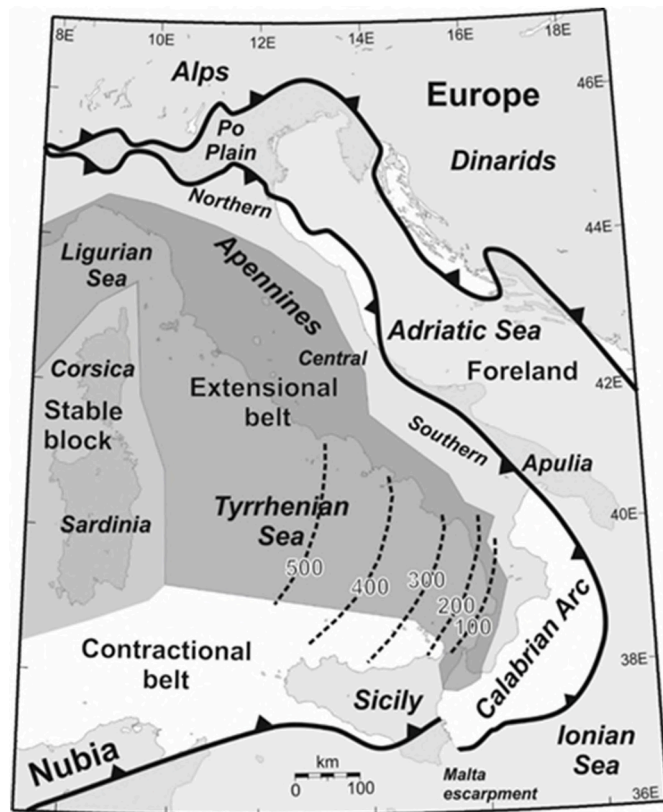 8E
10E
12E
14E
16E
18E
Alps
46E
Europe
Po
Plain
Dinarids
Northern
44E
Ligurian
Sea
Apennines
Adriatic Sea
Central
Foreland
42E
Corsica
Extensional
belt
Stable
block
Southern
Apulia
Tyrrhenian
Sea
Sardinia
40E
500
400
300
200
100
Calabrian Arc
Contractional
belt
38E
Sicily
Ionian
Sea
Nubia
km
0 100
Malta
escarpment
36E